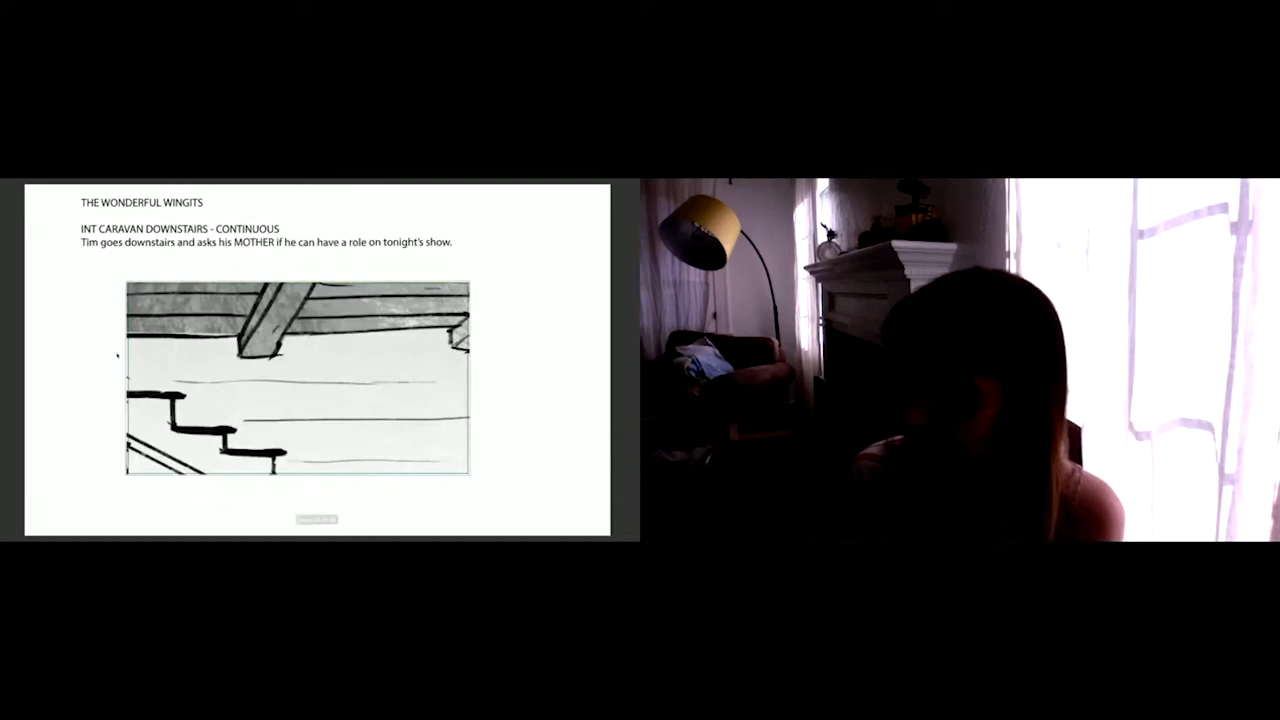 THE WONDERFUL WINGITS
INT CARAVAN DOWNSTAIRS - CONTINUOUS
Tim goes downstairs and asks his MOTHER if he can have a role on tonight's show.